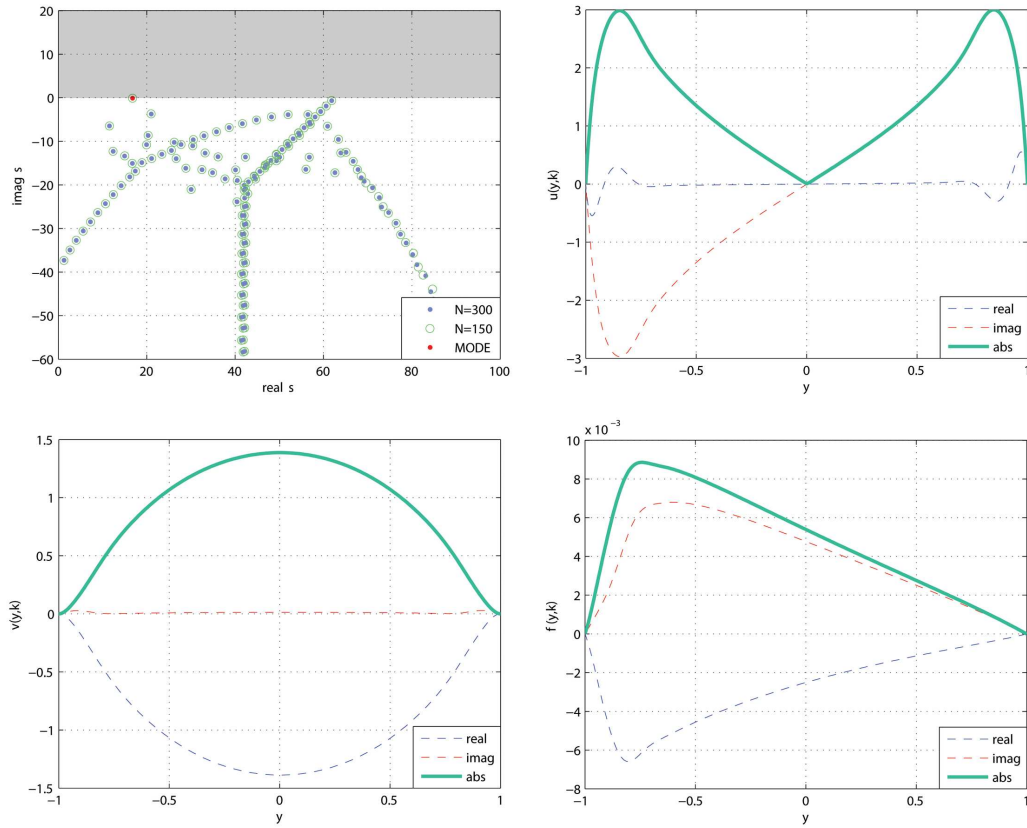 20
10
0
−10
−20
−30
−40
−50
−60
imag s
0
20
40
60
80
100
real s
N=300
N=150
MODE
3
2
1
0
−1
−2
−3
u(y,k)
−1
−0.5
0
0.5
1
y
real
imag
abs
1.5
1
0.5
0
−0.5
−1
−1.5
v(y,k)
−1
−0.5
0
0.5
1
y
real
imag
abs
x 10⁻³
10
8
6
4
2
0
−2
−4
−6
−8
f (y,k)
−1
−0.5
0
0.5
1
y
real
imag
abs